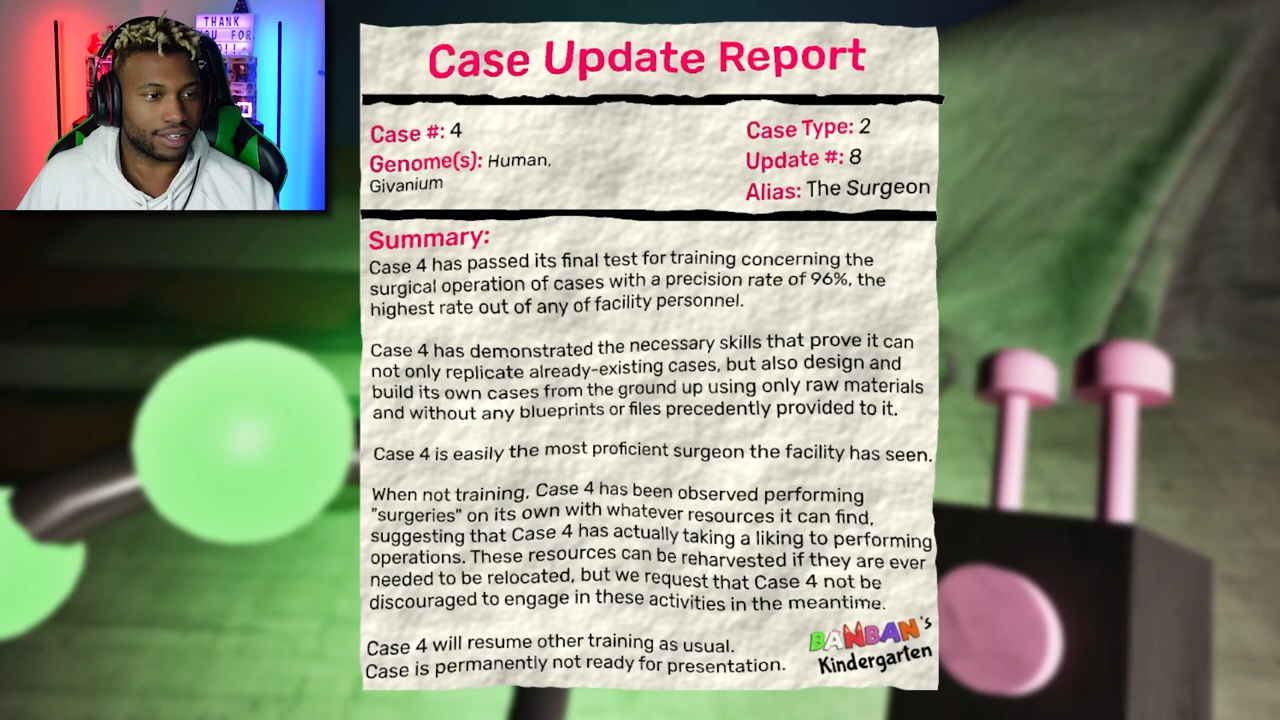 THANK
YOU FOR
!!
Case Update Report
Case #: 4
Genome(s): Human,
Givanium
Case Type: 2
Update #: 8
Alias: The Surgeon
Summary:
Case 4 has passed its final test for training concerning the
surgical operation of cases with a precision rate of 96%, the
highest rate out of any of facility personnel.
Case 4 has demonstrated the necessary skills that prove it can
not only replicate already-existing cases, but also design and
build its own cases from the ground up using only raw materials
and without any blueprints or files precedently provided to it.
Case 4 is easily the most proficient surgeon the facility has seen.
When not training, Case 4 has been observed performing
"surgeries" on its own with whatever resources it can find,
suggesting that Case 4 has actually taking a liking to performing
operations. These resources can be reharvested if they are ever
needed to be relocated, but we request that Case 4 not be
discouraged to engage in these activities in the meantime.
Case 4 will resume other training as usual.
Case is permanently not ready for presentation.
BANBAN's
Kindergarten